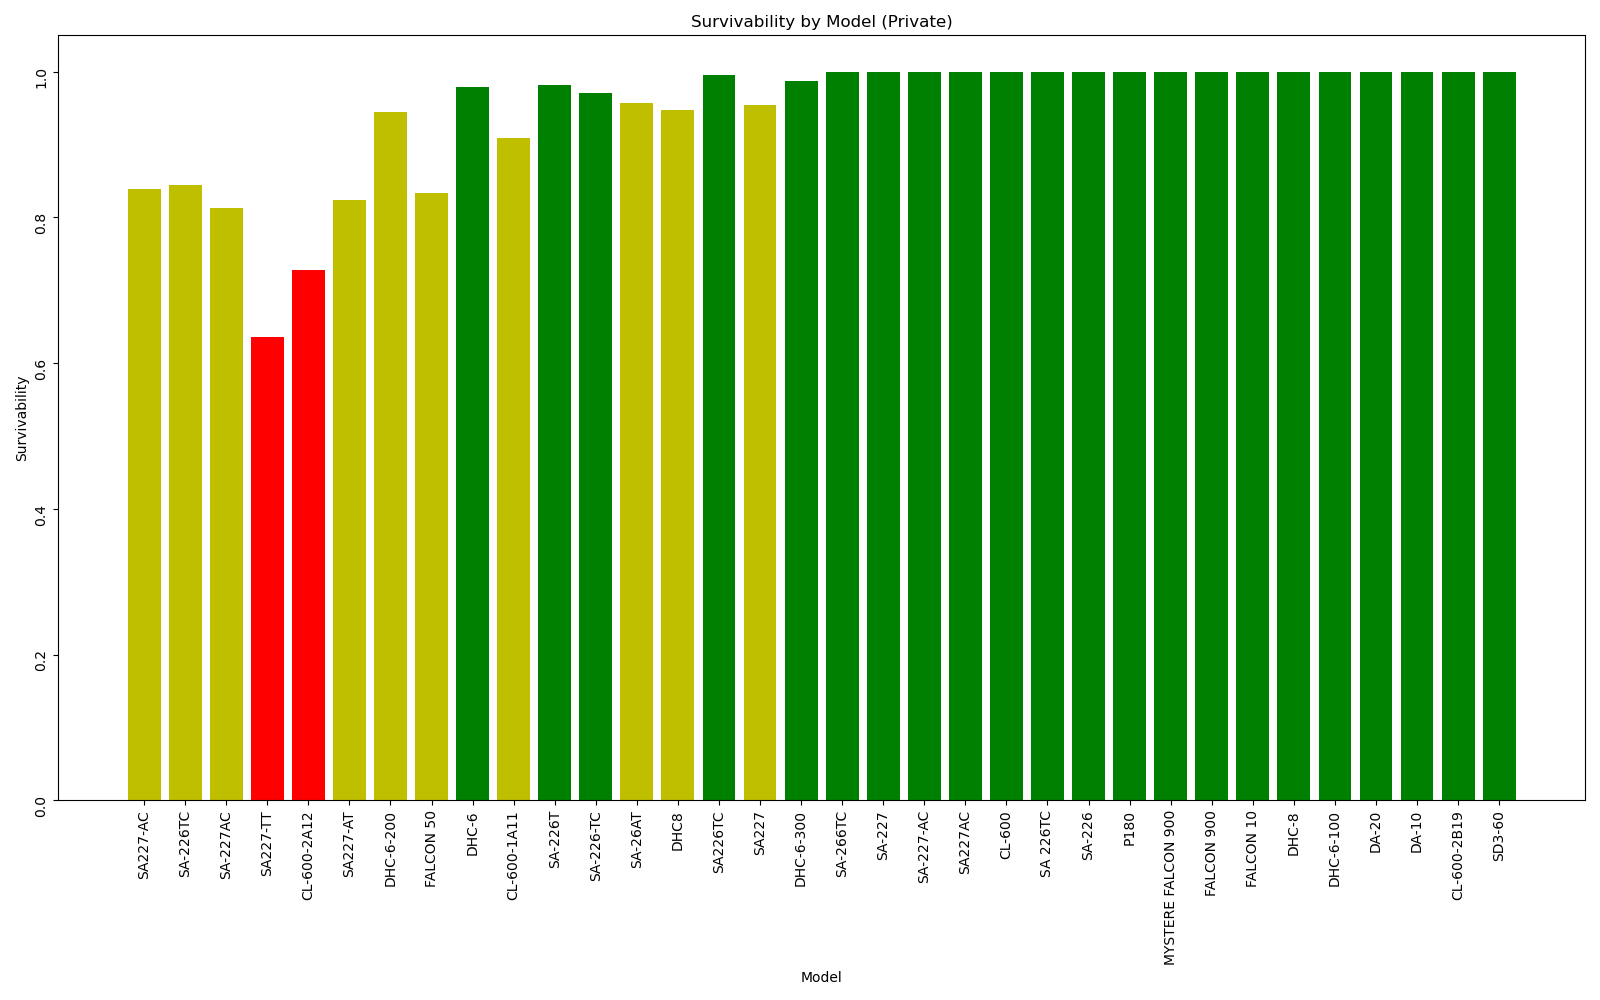 Survivability by Model (Private)
Survivability
1.0
0.8
0.6
0.4
0.2
0.0
SA227-AC
SA-226TC
SA-227AC
SA227-TT
CL-600-2A12
SA227-AT
DHC-6-200
FALCON 50
DHC-6
CL-600-1A11
SA-226T
SA-226-TC
SA-26AT
DHC8
SA226TC
SA227
DHC-6-300
SA-266TC
SA-227
SA-227-AC
SA227AC
CL-600
SA 226TC
SA-226
P180
MYSTERE FALCON 900
FALCON 900
FALCON 10
DHC-8
DHC-6-100
DA-20
DA-10
CL-600-2B19
SD3-60
Model